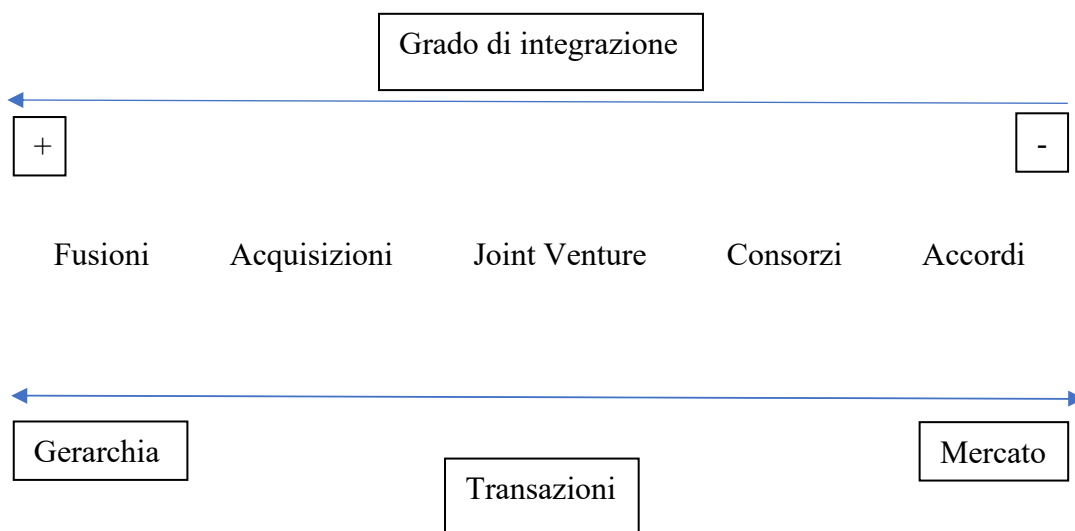 Grado di integrazione
+ -
Fusioni Acquisizioni Joint Venture Consorzi Accordi
Gerarchia Mercato
Transazioni